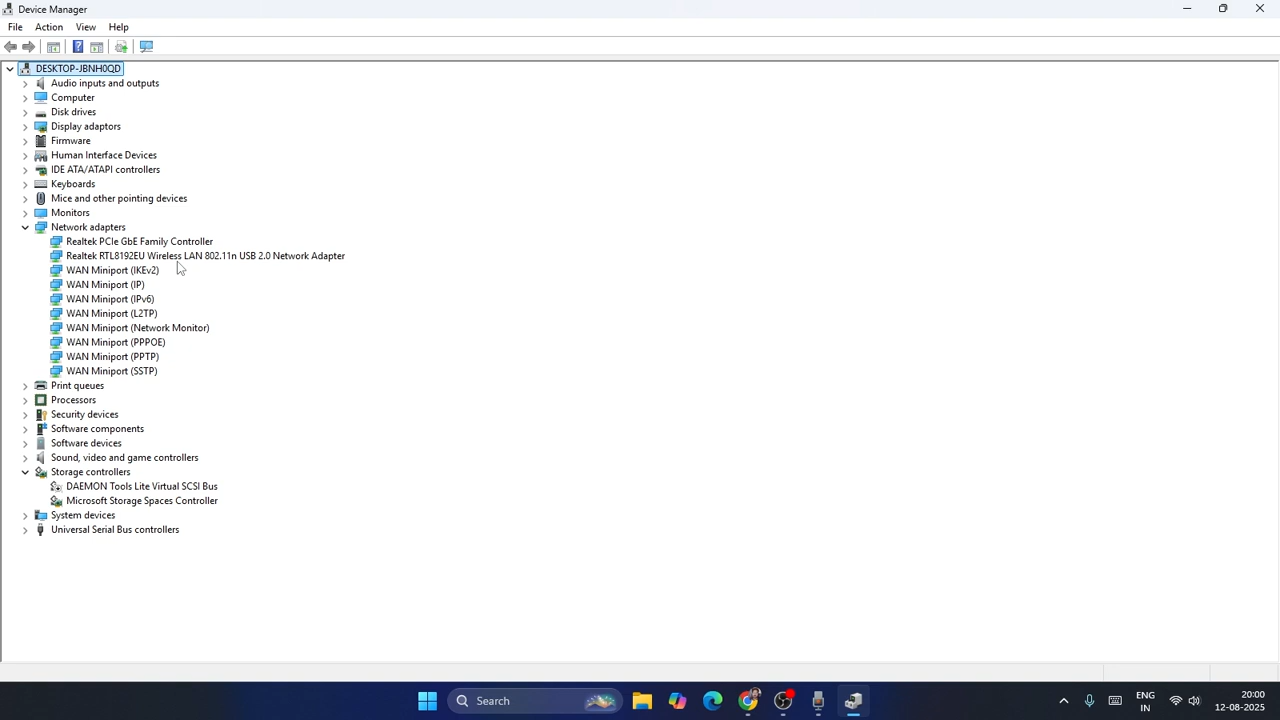 Device Manager
File Action View Help
DESKTOP-JBNH0QD
Audio inputs and outputs
Computer
Disk drives
Display adaptors
Firmware
Human Interface Devices
IDE ATA/ATAPI controllers
Keyboards
Mice and other pointing devices
Monitors
Network adapters
Realtek PCIe GbE Family Controller
Realtek RTL8192EU Wireless LAN 802.11n USB 2.0 Network Adapter
WAN Miniport (IKEv2)
WAN Miniport (IP)
WAN Miniport (IPv6)
WAN Miniport (L2TP)
WAN Miniport (Network Monitor)
WAN Miniport (PPPOE)
WAN Miniport (PPTP)
WAN Miniport (SSTP)
Print queues
Processors
Security devices
Software components
Software devices
Sound, video and game controllers
Storage controllers
DAEMON Tools Lite Virtual SCSI Bus
Microsoft Storage Spaces Controller
System devices
Universal Serial Bus controllers
Search
ENG
IN
20:00
12-08-2025